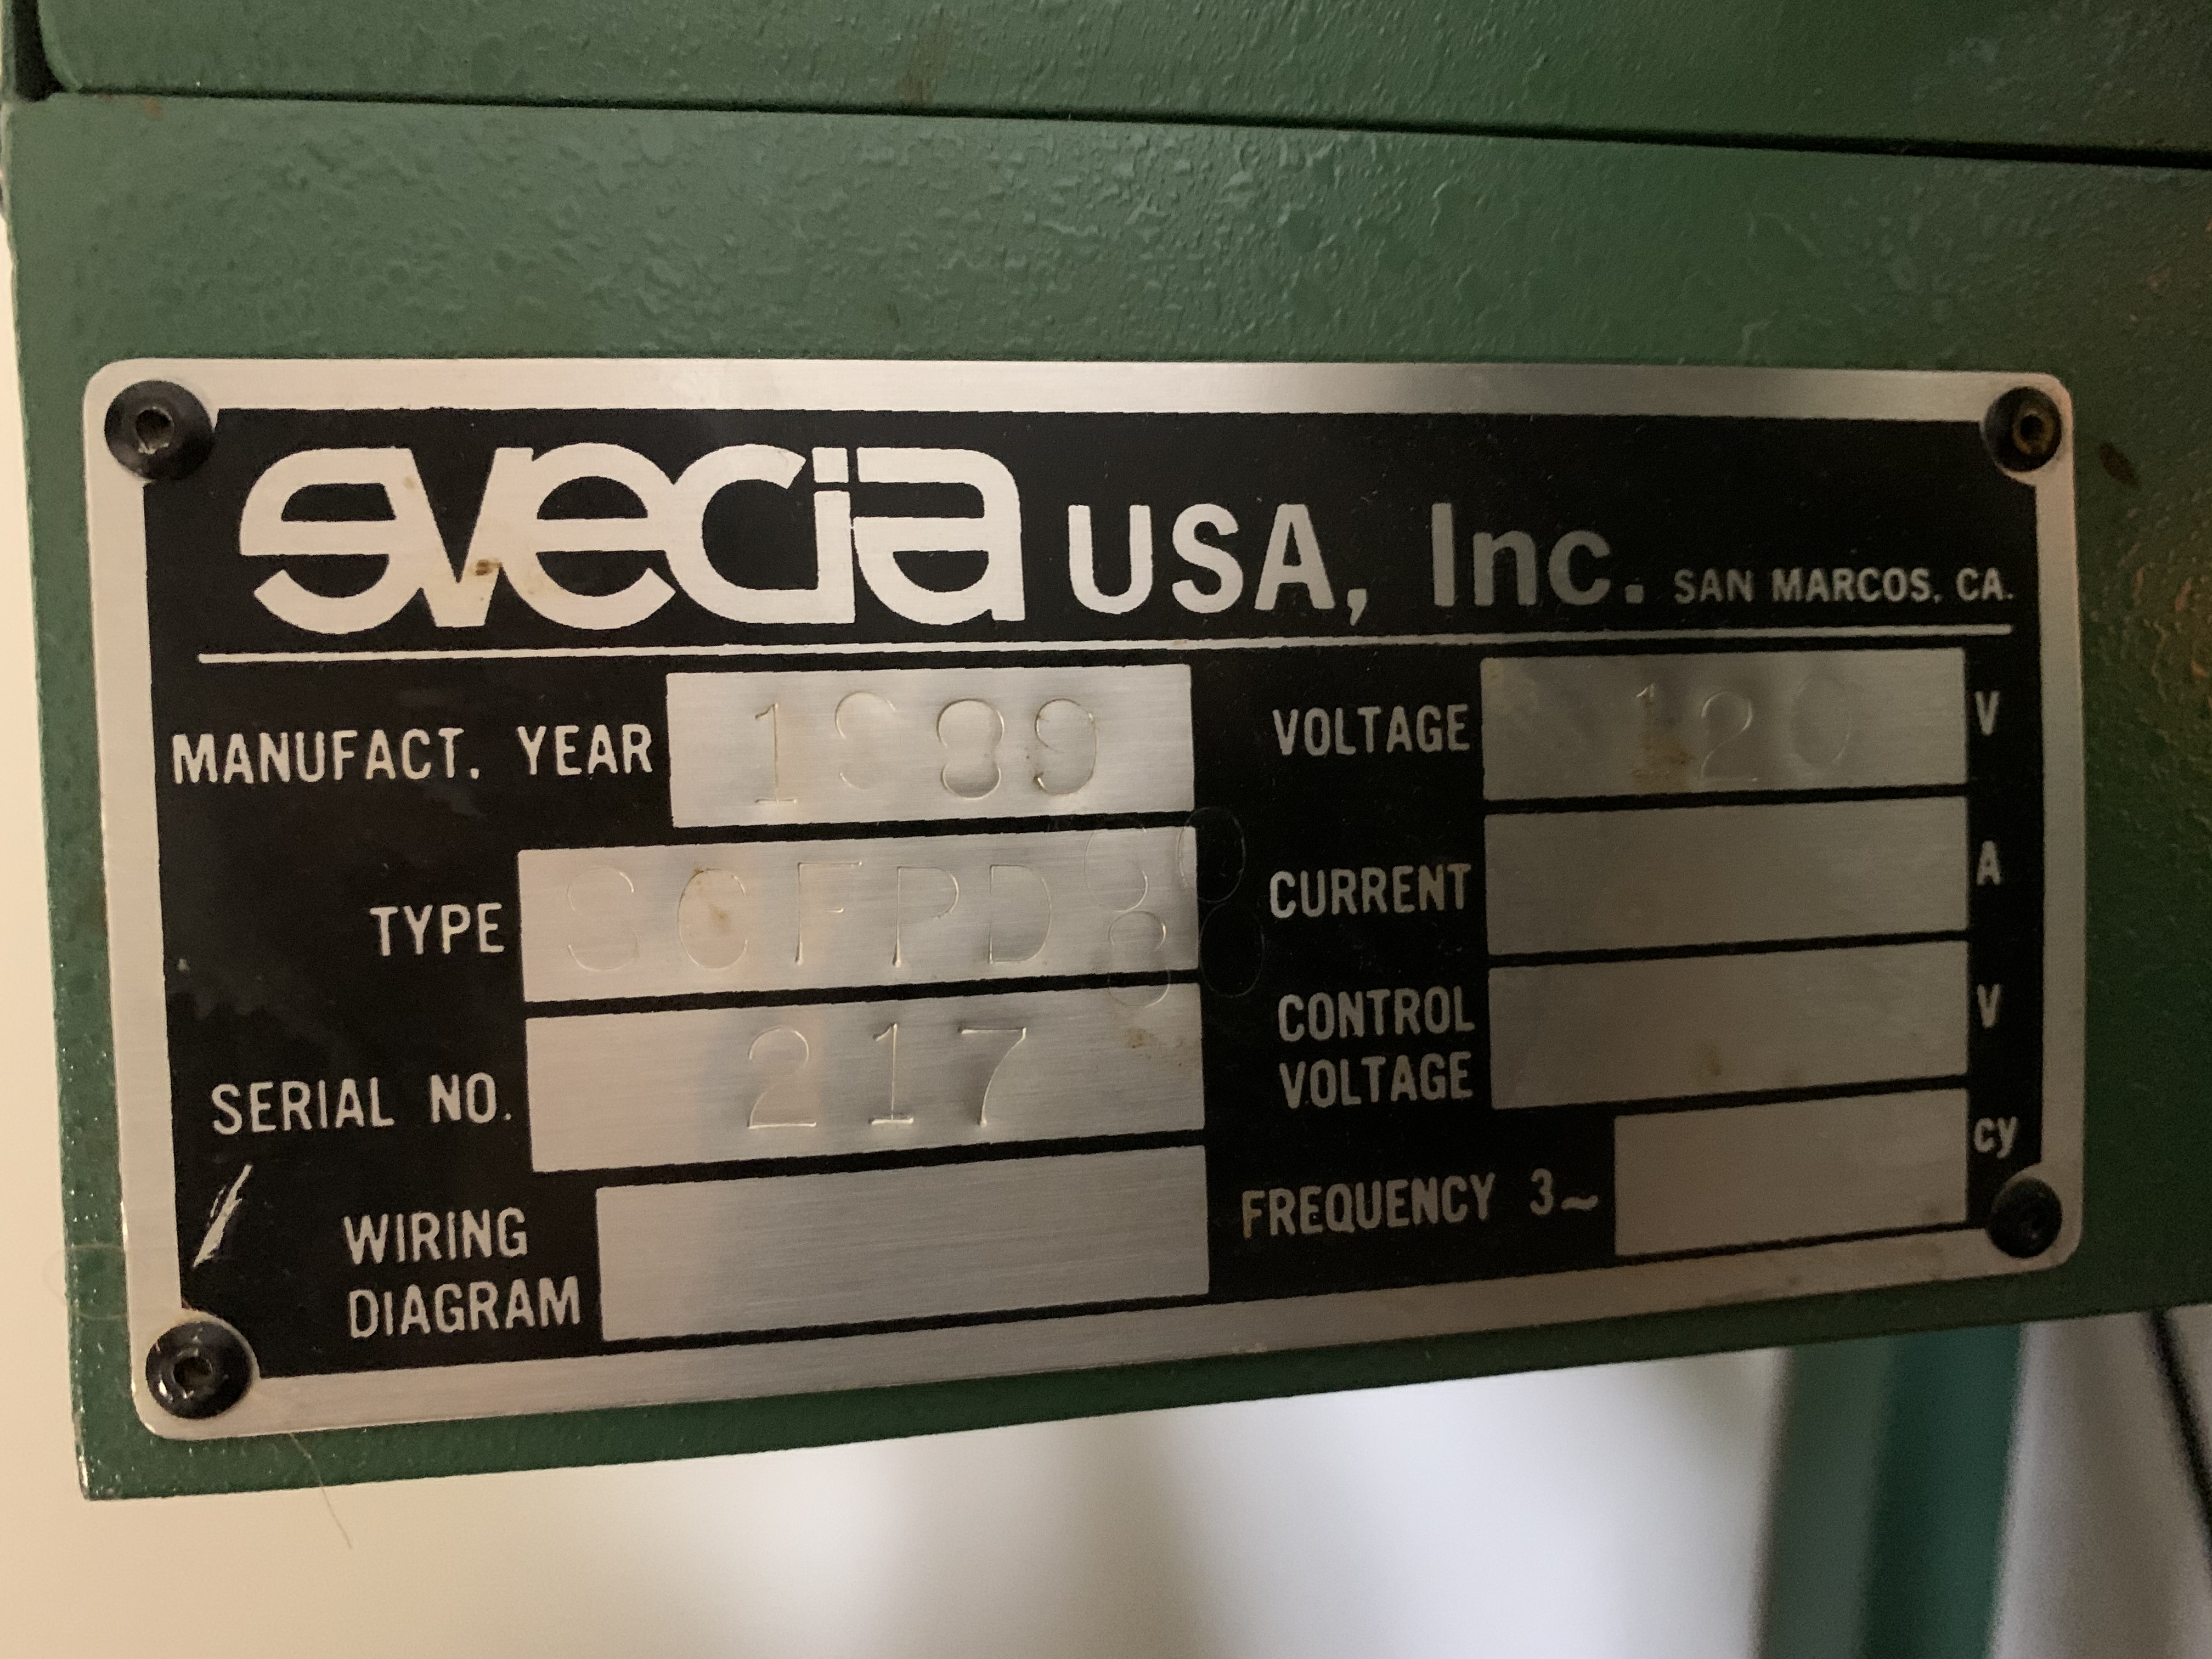 svecia USA, Inc. SAN MARCOS, CA.
MANUFACT. YEAR 1989
VOLTAGE 120 V
TYPE SCFPD
CURRENT A
SERIAL NO. 217
CONTROL VOLTAGE V
WIRING DIAGRAM
FREQUENCY 3~ cy